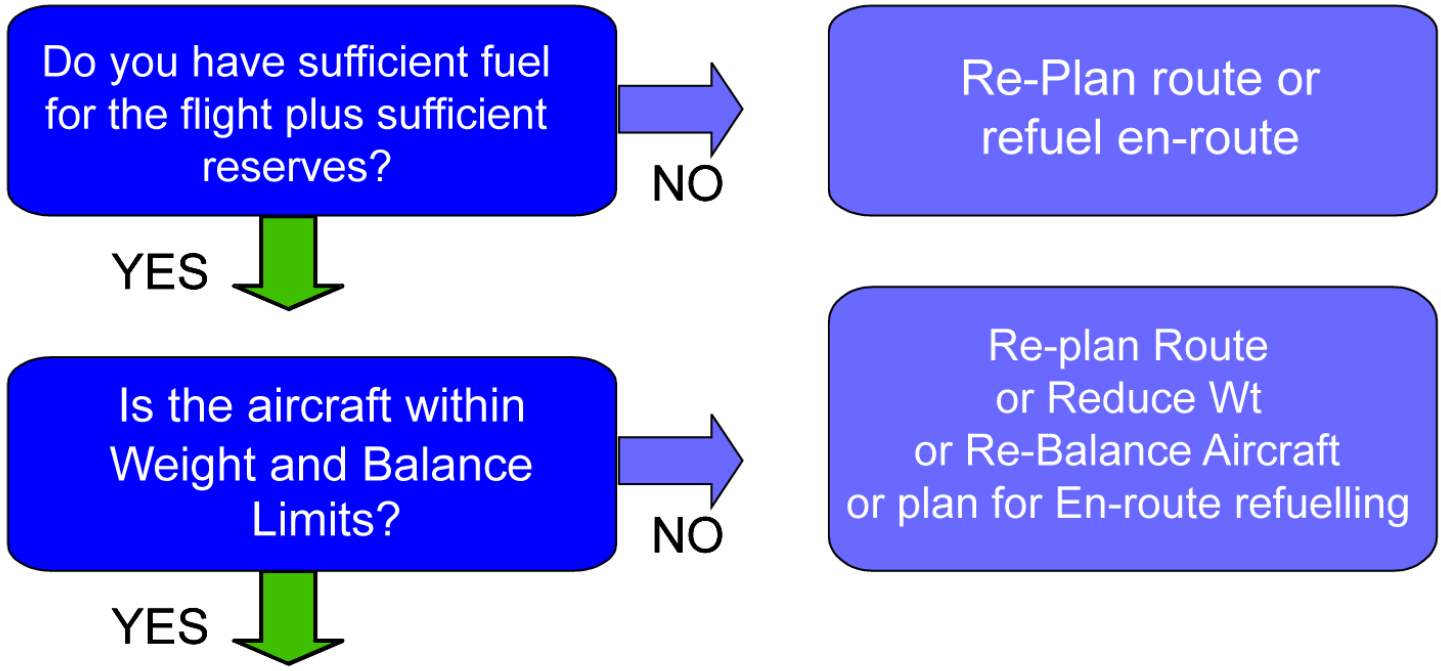 Do you have sufficient fuel
for the flight plus sufficient
reserves?
NO
Re-Plan route or
refuel en-route
YES
Is the aircraft within
Weight and Balance
Limits?
NO
Re-plan Route
or Reduce Wt
or Re-Balance Aircraft
or plan for En-route refuelling
YES